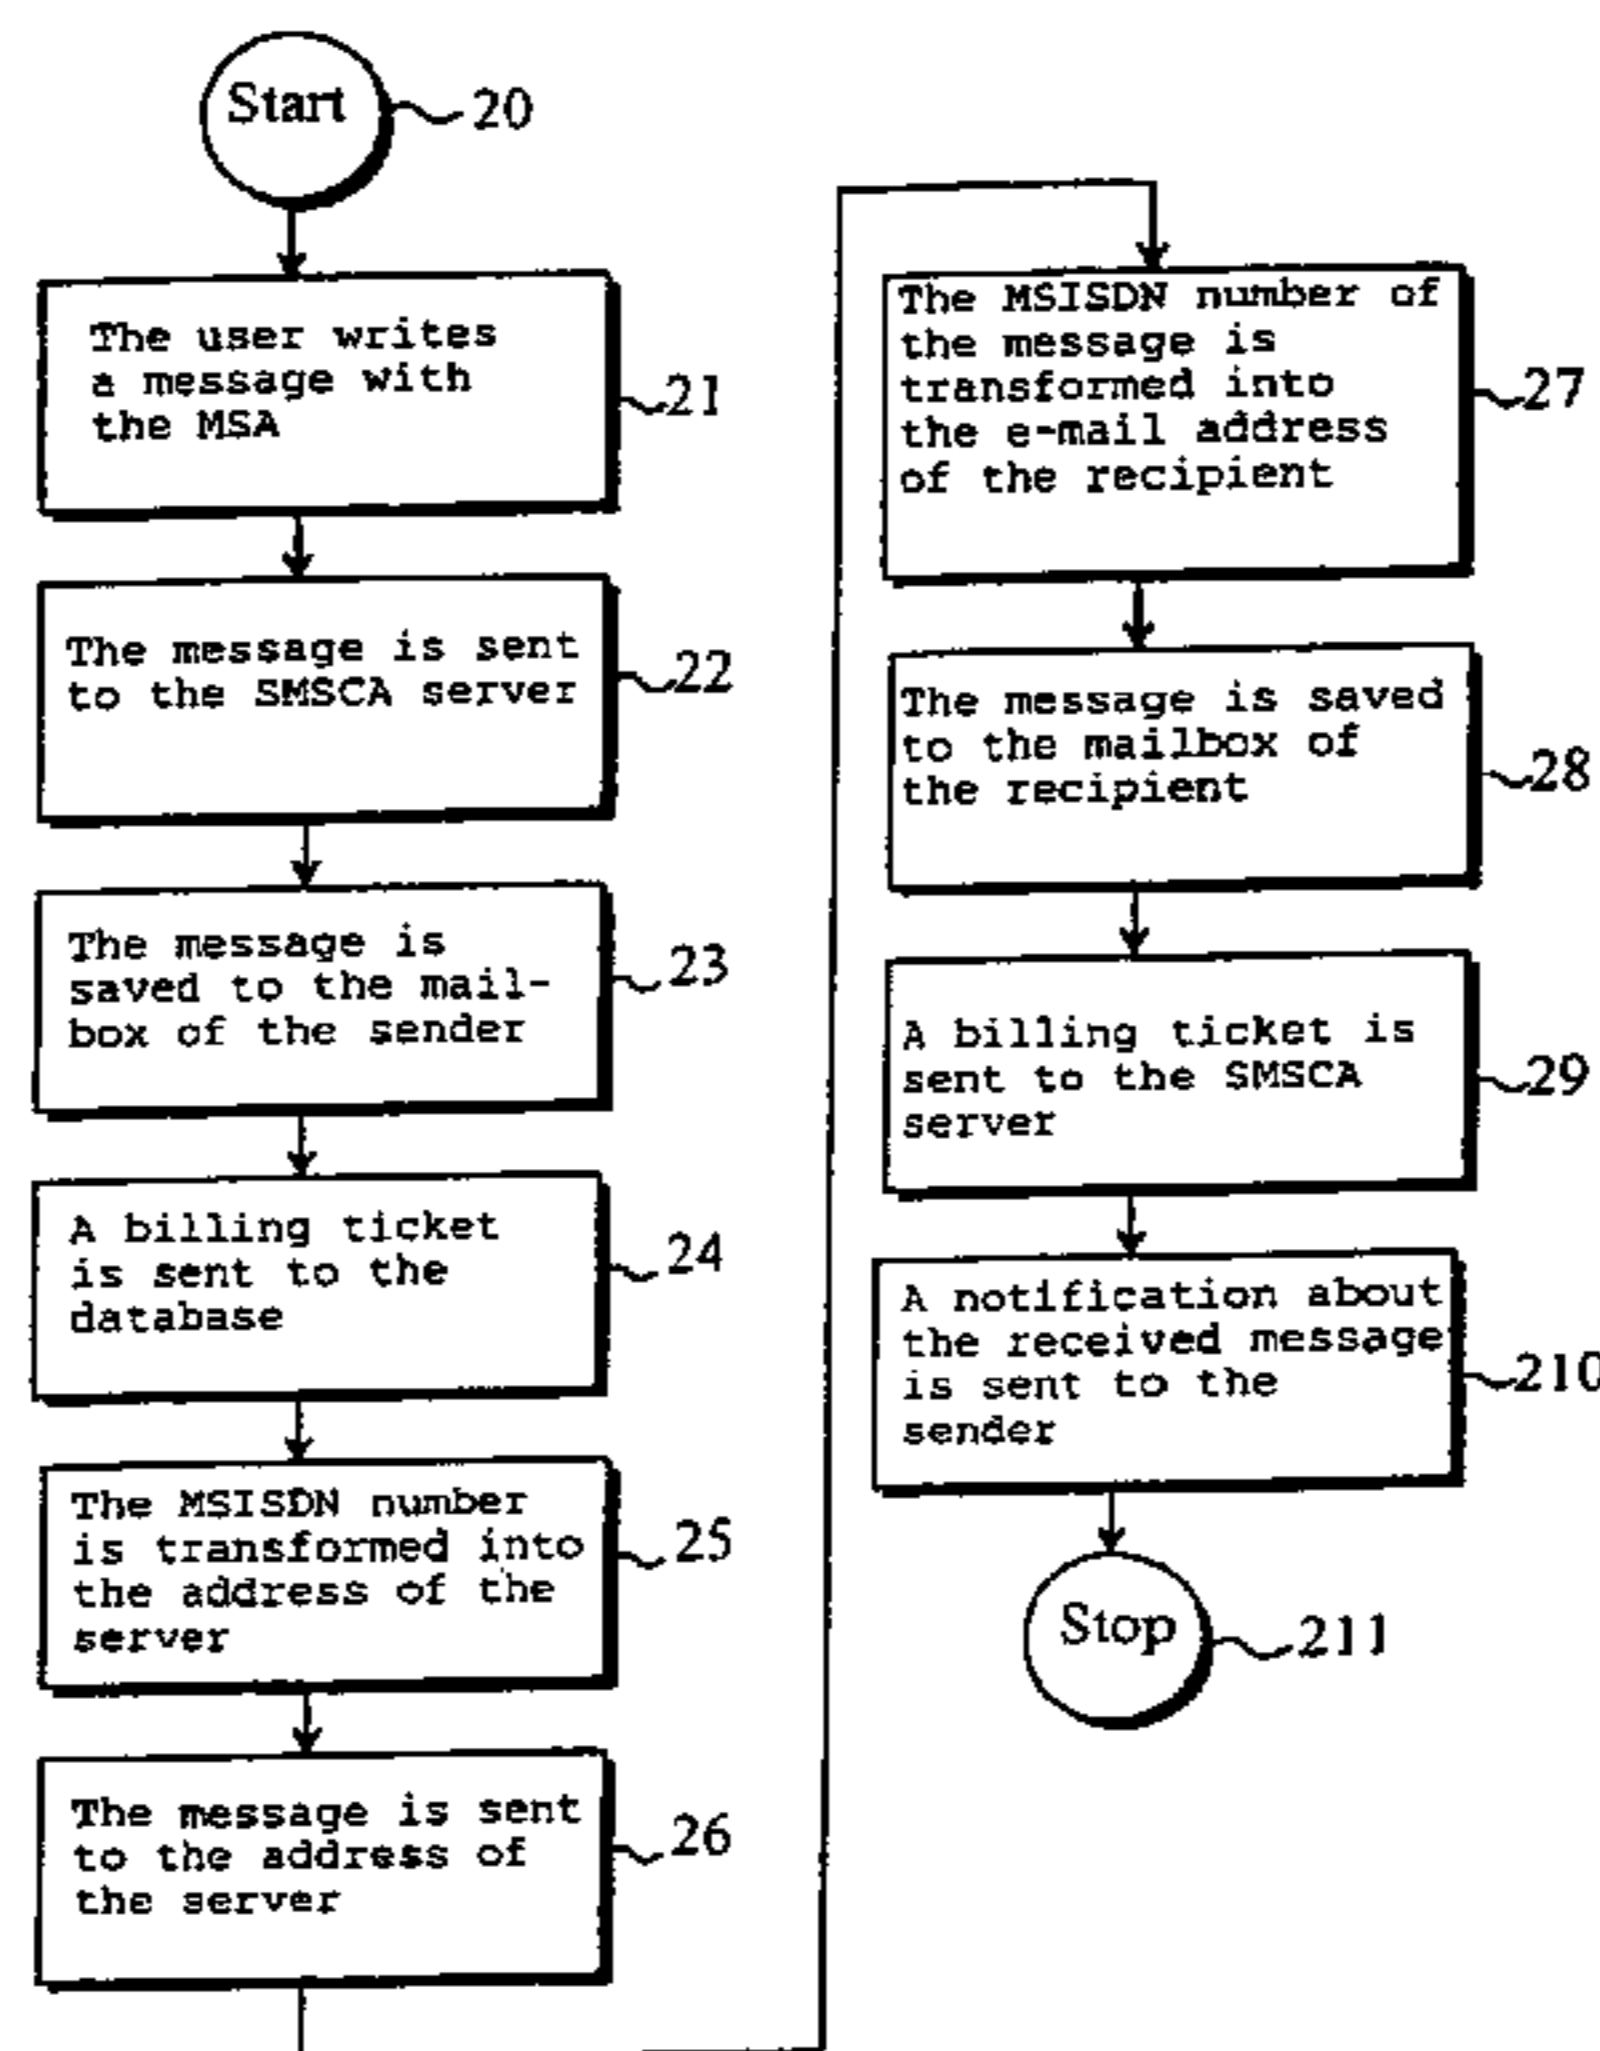 Start
20
The user writes
a message with
the MSA
21
The message is sent
to the SMSCA server
22
The message is
saved to the mail-
box of the sender
23
A billing ticket
is sent to the
database
24
The MSISDN number
is transformed into
the address of the
server
25
The message is sent
to the address of
the server
26
The MSISDN number of
the message is
transformed into
the e-mail address
of the recipient
27
The message is saved
to the mailbox of
the recipient
28
A billing ticket is
sent to the SMSCA
server
29
A notification about
the received message
is sent to the
sender
210
Stop
211